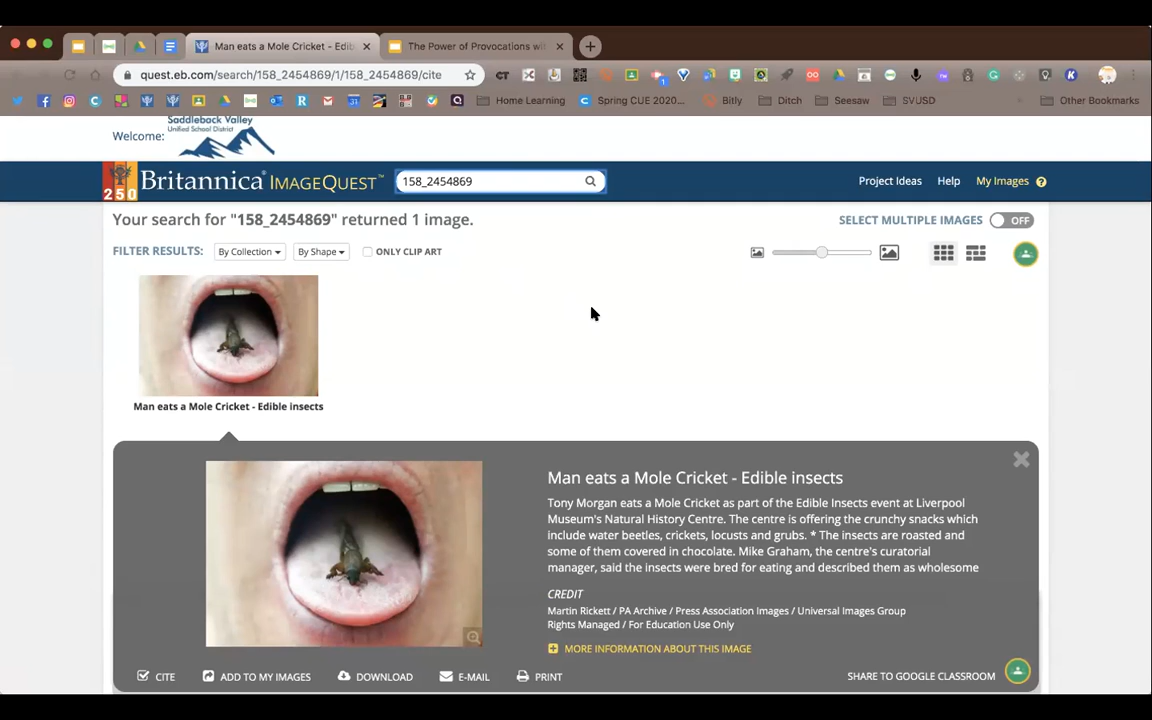 Man eats a Mole Cricket - Edib
The Power of Provocations wit
quest.eb.com/search/158_2454869/1/158_2454869/cite
Home Learning
Spring CUE 2020...
Bitly
Ditch
Seesaw
SVUSD
Other Bookmarks
Welcome:
Saddleback Valley
Unified School District
250
Britannica ImageQuest™
158_2454869
Project Ideas
Help
My Images
Your search for "158_2454869" returned 1 image.
SELECT MULTIPLE IMAGES
OFF
FILTER RESULTS:
By Collection
By Shape
ONLY CLIP ART
Man eats a Mole Cricket - Edible insects
Man eats a Mole Cricket - Edible insects
Tony Morgan eats a Mole Cricket as part of the Edible Insects event at Liverpool
Museum's Natural History Centre. The centre is offering the crunchy snacks which
include water beetles, crickets, locusts and grubs. * The insects are roasted and
some of them covered in chocolate. Mike Graham, the centre's curatorial
manager, said the insects were bred for eating and described them as wholesome
CREDIT
Martin Rickett / PA Archive / Press Association Images / Universal Images Group
Rights Managed / For Education Use Only
MORE INFORMATION ABOUT THIS IMAGE
CITE
ADD TO MY IMAGES
DOWNLOAD
E-MAIL
PRINT
SHARE TO GOOGLE CLASSROOM